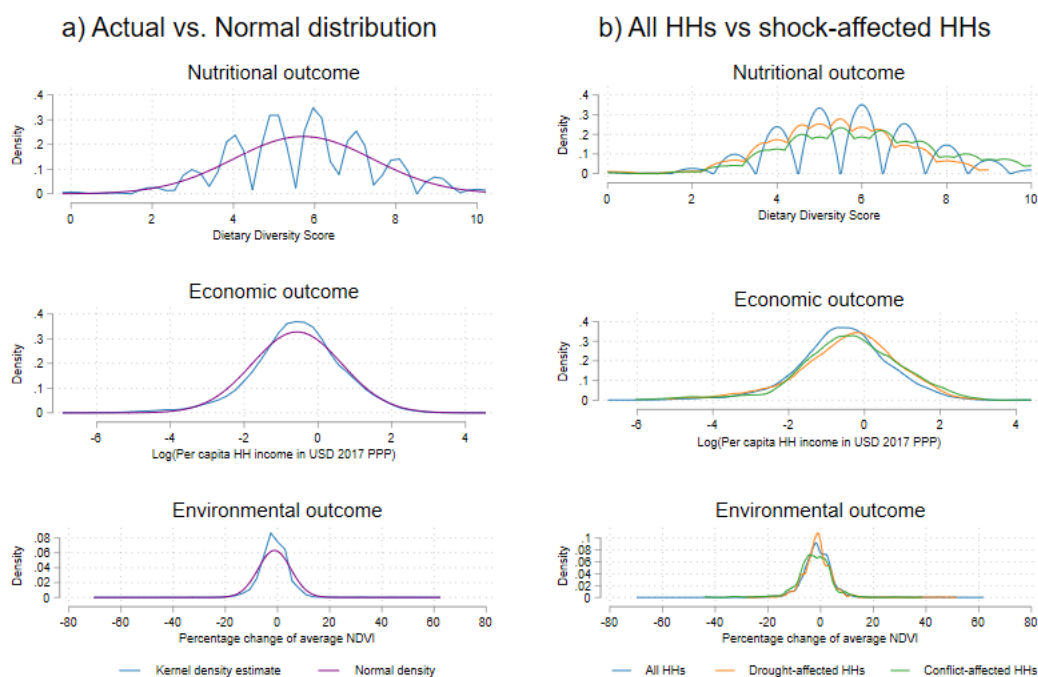 a) Actual vs. Normal distribution
Nutritional outcome
Density
.4
.3
.2
.1
0
0 2 4 6 8 10
Dietary Diversity Score
Economic outcome
Density
.4
.3
.2
.1
0
-6 -4 -2 0 2 4
Log(Per capita HH income in USD 2017 PPP)
Environmental outcome
Density
.08
.06
.04
.02
0
-80 -60 -40 -20 0 20 40 60 80
Percentage change of average NDVI
Kernel density estimate Normal density
b) All HHs vs shock-affected HHs
Nutritional outcome
Density
.4
.3
.2
.1
0
0 2 4 6 8 10
Dietary Diversity Score
Economic outcome
Density
.4
.3
.2
.1
0
-6 -4 -2 0 2 4
Log(Per capita HH income in USD 2017 PPP)
Environmental outcome
Density
.1
.08
.06
.04
.02
0
-80 -60 -40 -20 0 20 40 60 80
Percentage change of average NDVI
All HHs Drought-affected HHs Conflict-affected HHs